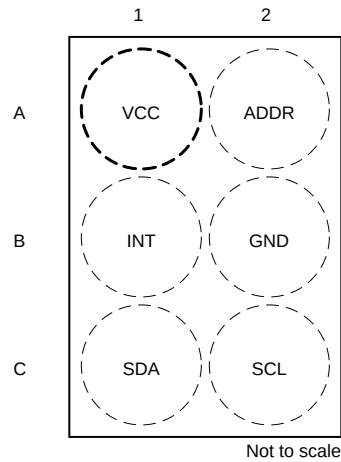 1 2
A VCC ADDR
B INT GND
C SDA SCL
Not to scale